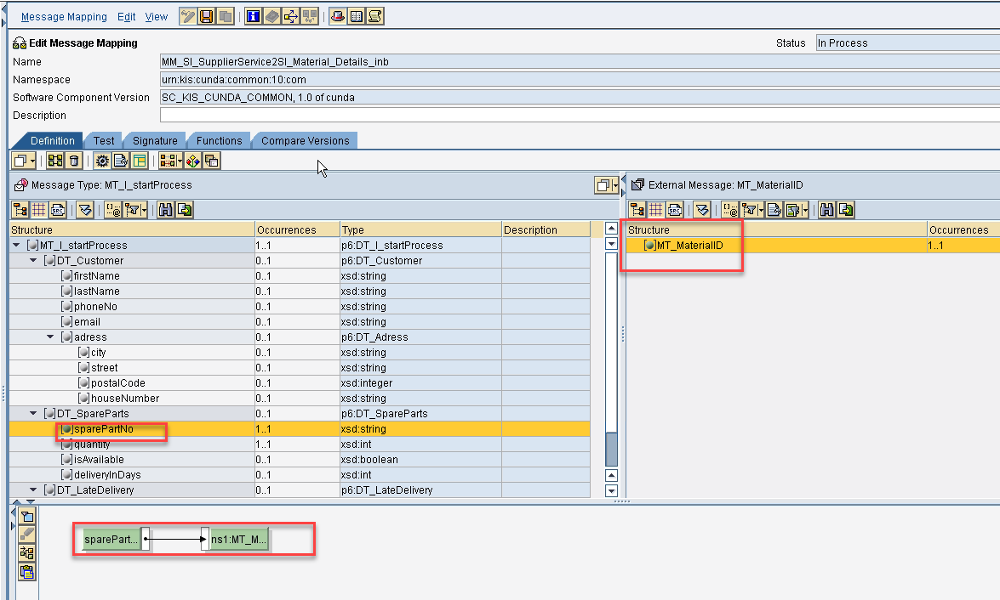 Message Mapping Edit View
Edit Message Mapping Status In Process
Name MM_SI_SupplierService2SI_Material_Details_inb
Namespace urn:kis:cunda:common:10:com
Software Component Version SC_KIS_CUNDA_COMMON, 1.0 of cunda
Description
Definition Test Signature Functions Compare Versions
Message Type: MT_I_startProcess External Message: MT_MaterialID
Structure Occurrences Type Description Structure Occurrences
MT_I_startProcess 1..1 p6:DT_I_startProcess MT_MaterialID 1..1
DT_Customer 0..1 p6:DT_Customer
firstName 0..1 xsd:string
lastName 0..1 xsd:string
phoneNo 0..1 xsd:string
email 0..1 xsd:string
adress 0..1 p6:DT_Adress
city 0..1 xsd:string
street 0..1 xsd:string
postalCode 0..1 xsd:integer
houseNumber 0..1 xsd:string
DT_SpareParts 0..1 p6:DT_SpareParts
sparePartNo 1..1 xsd:string
quantity 1..1 xsd:int
isAvailable 0..1 xsd:boolean
deliveryInDays 0..1 xsd:int
DT_LateDelivery 0..1 p6:DT_LateDelivery
sparePart... ns1:MT_M...